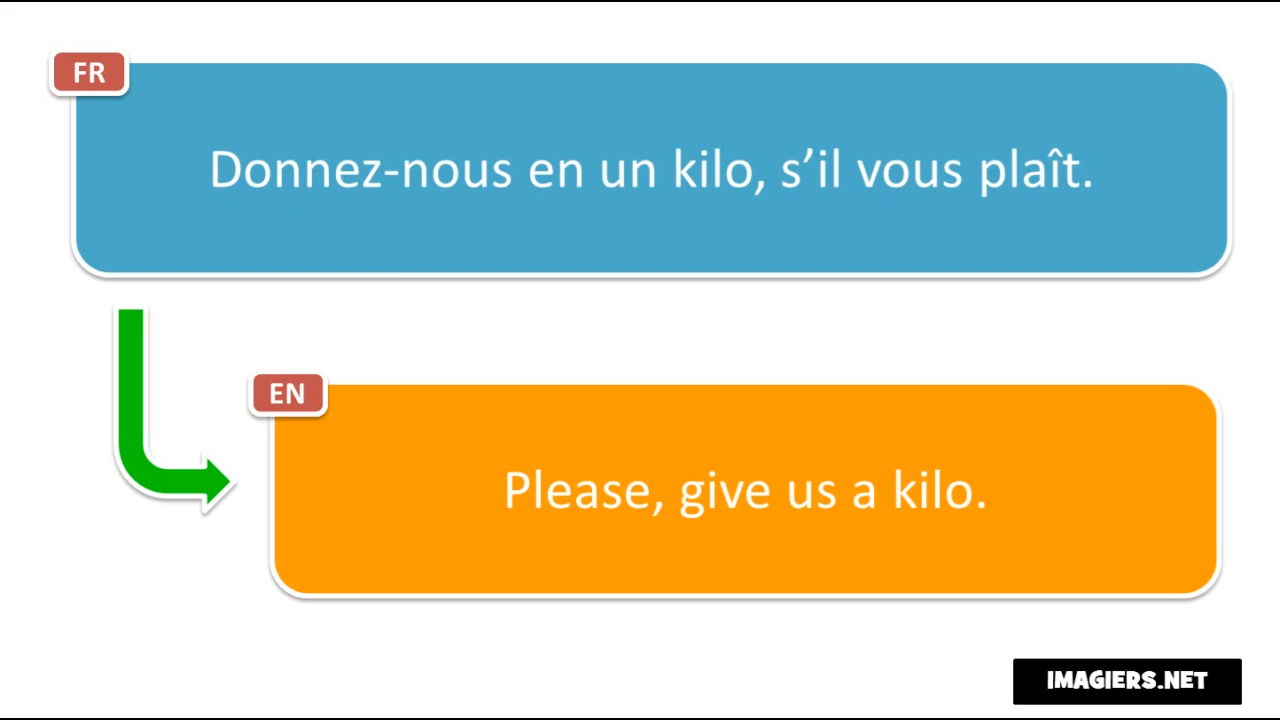 FR
Donnez-nous en un kilo, s’il vous plaît.
EN
Please, give us a kilo.
IMAGIERS.NET